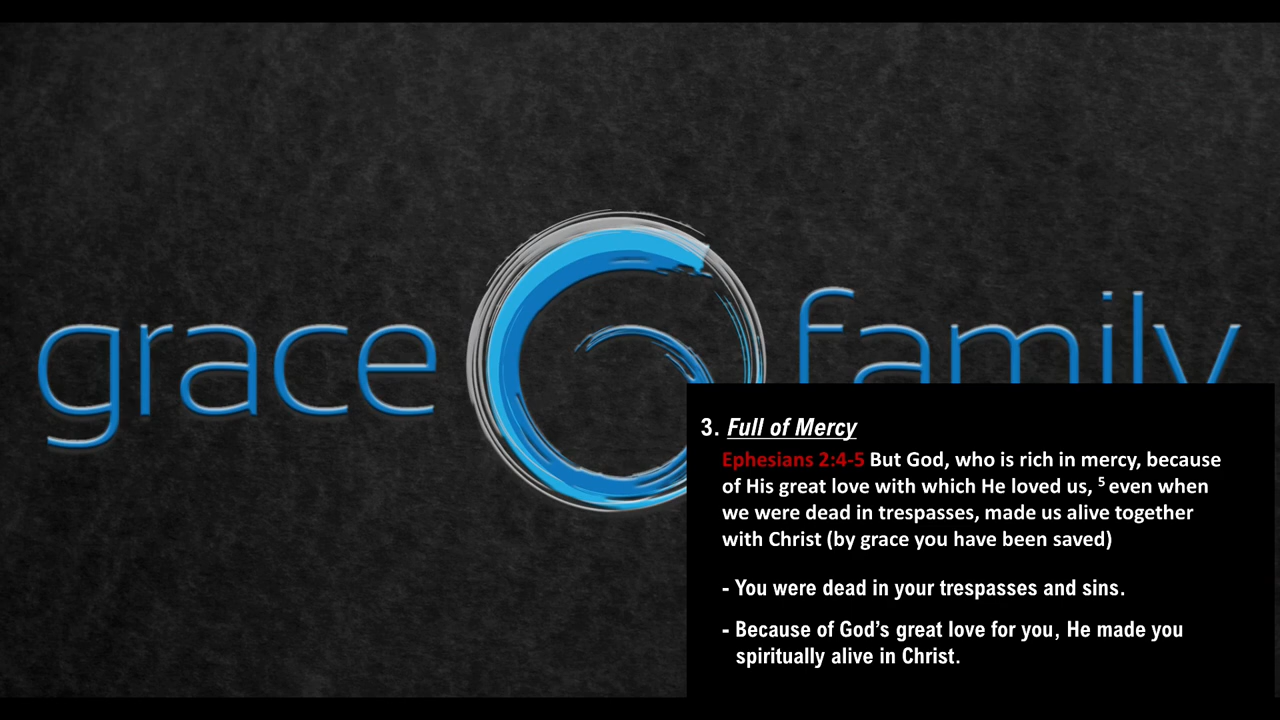 grace family
3. Full of Mercy
Ephesians 2:4-5 But God, who is rich in mercy, because
of His great love with which He loved us, ⁵ even when
we were dead in trespasses, made us alive together
with Christ (by grace you have been saved)
- You were dead in your trespasses and sins.
- Because of God’s great love for you, He made you
spiritually alive in Christ.